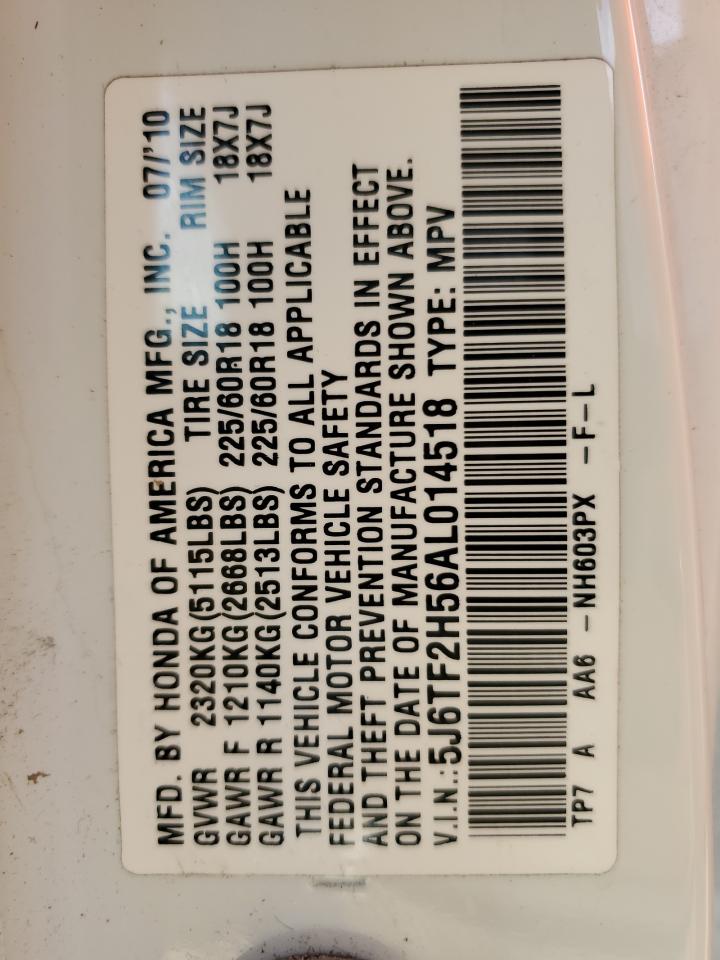 MFD. BY HONDA OF AMERICA MFG., INC. 07/'10
GVWR 2320KG(5115LBS) TIRE SIZE RIM SIZE
GAWR F 1210KG(2668LBS) 225/60R18 100H 18X7J
GAWR R 1140KG(2513LBS) 225/60R18 100H 18X7J
THIS VEHICLE CONFORMS TO ALL APPLICABLE
FEDERAL MOTOR VEHICLE SAFETY
AND THEFT PREVENTION STANDARDS IN EFFECT
ON THE DATE OF MANUFACTURE SHOWN ABOVE.
V.I.N.:5J6TF2H56AL014518 TYPE: MPV
TP7 A AA6 -NH603PX -F-L